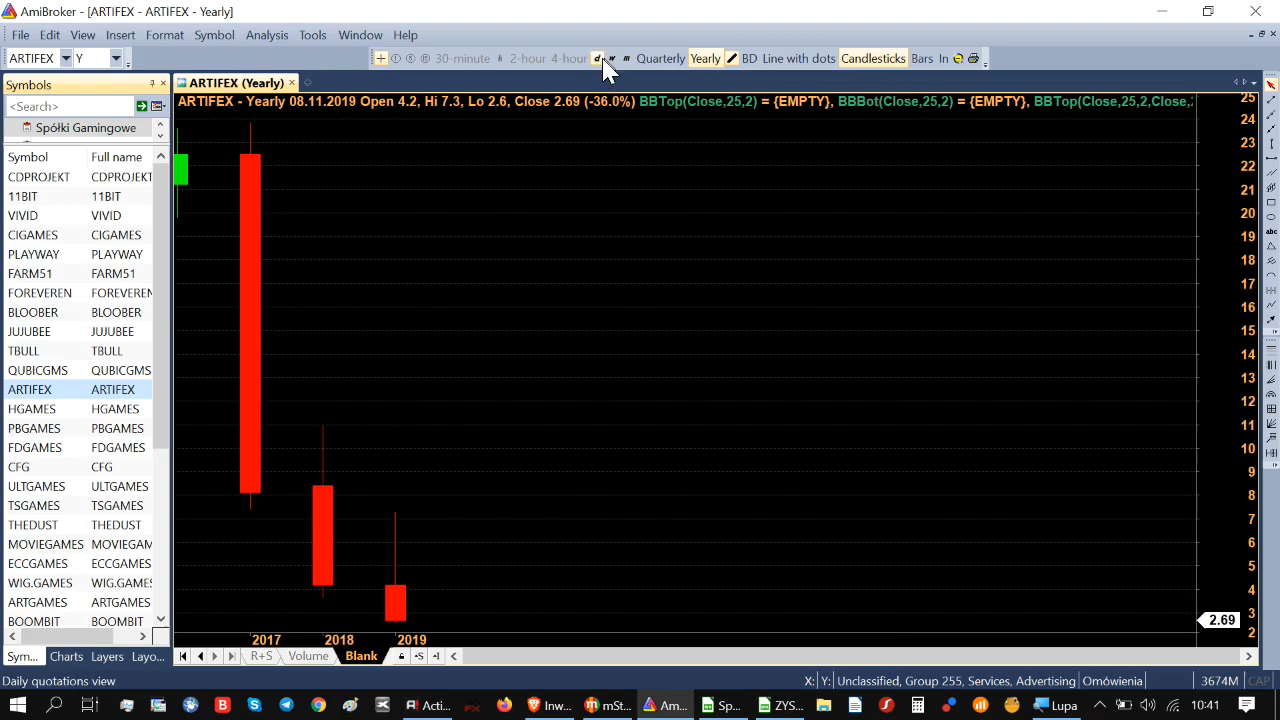 AmiBroker - [ARTIFEX - ARTIFEX - Yearly]
File Edit View Insert Format Symbol Analysis Tools Window Help
ARTIFEX Y 30-minute h 2-hour 4-hour d w m Quarterly Yearly BD Line with dots Candlesticks Bars In
Symbols
ARTIFEX (Yearly)
<Search>
ARTIFEX - Yearly 08.11.2019 Open 4.2, Hi 7.3, Lo 2.6, Close 2.69 (-36.0%) BBTop(Close,25,2) = {EMPTY}, BBBot(Close,25,2) = {EMPTY}, BBTop(Close,25,2,Close,
Spółki Gamingowe
Symbol Full name
CDPROJEKT CDPROJEKT
11BIT 11BIT
VIVID VIVID
CIGAMES CIGAMES
PLAYWAY PLAYWAY
FARM51 FARM51
FOREVEREN FOREVEREN
BLOOBER BLOOBER
JUJUBEE JUJUBEE
TBULL TBULL
QUBICGMS QUBICGMS
ARTIFEX ARTIFEX
HGAMES HGAMES
PBGAMES PBGAMES
FDGAMES FDGAMES
CFG CFG
ULTGAMES ULTGAMES
TSGAMES TSGAMES
THEDUST THEDUST
MOVIEGAMES MOVIEGAM
ECCGAMES ECCGAMES
WIG.GAMES WIG.GAMES
ARTGAMES ARTGAMES
BOOMBIT BOOMBIT
25
24
23
22
21
20
19
18
17
16
15
14
13
12
11
10
9
8
7
6
5
4
3
2.69
2
2017 2018 2019
Sym... Charts Layers Layo...
R+S Volume Blank
Daily quotations view
X: Y: Unclassified, Group 255, Services, Advertising Omówienia 3674M CAP
Acti... Inw... mSt... Am... Sp... ZYS... Lupa 10:41